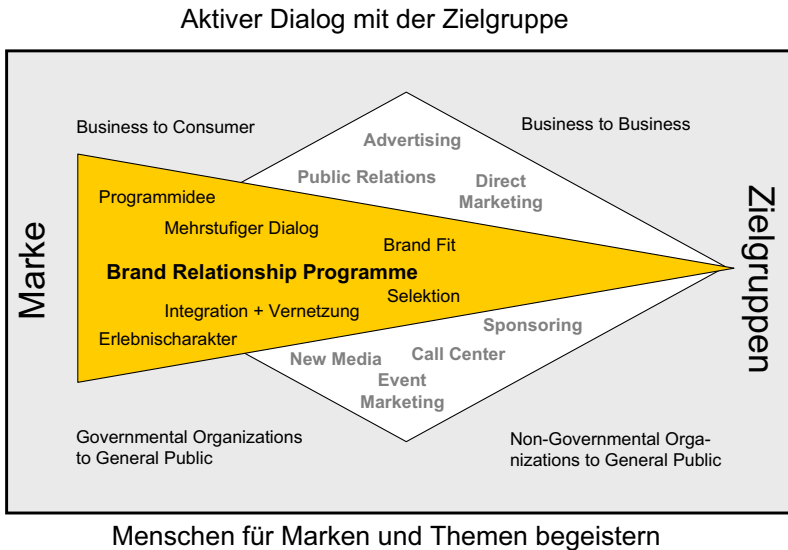 Aktiver Dialog mit der Zielgruppe
Business to Consumer
Business to Business
Advertising
Public Relations
Direct
Marketing
Programmidee
Mehrstufiger Dialog
Brand Fit
Marke
Brand Relationship Programme
Zielgruppen
Selektion
Integration + Vernetzung
Erlebnischarakter
Sponsoring
New Media
Call Center
Event
Marketing
Governmental Organizations
to General Public
Non-Governmental Orga-
nizations to General Public
Menschen für Marken und Themen begeistern